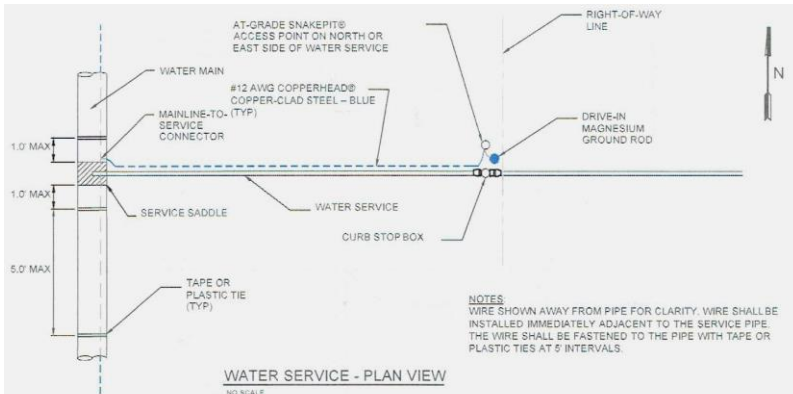 AT-GRADE SNAKEPIT®
ACCESS POINT ON NORTH OR
EAST SIDE OF WATER SERVICE
RIGHT-OF-WAY
LINE
WATER MAIN
#12 AWG COPPERHEAD®
COPPER-CLAD STEEL – BLUE
(TYP)
MAINLINE-TO-
SERVICE
CONNECTOR
DRIVE-IN
MAGNESIUM
GROUND ROD
N
1.0' MAX
1.0' MAX
SERVICE SADDLE
WATER SERVICE
CURB STOP BOX
5.0' MAX
TAPE OR
PLASTIC TIE
(TYP)
NOTES:
WIRE SHOWN AWAY FROM PIPE FOR CLARITY. WIRE SHALL BE
INSTALLED IMMEDIATELY ADJACENT TO THE SERVICE PIPE.
THE WIRE SHALL BE FASTENED TO THE PIPE WITH TAPE OR
PLASTIC TIES AT 5' INTERVALS.
WATER SERVICE - PLAN VIEW
NO SCALE